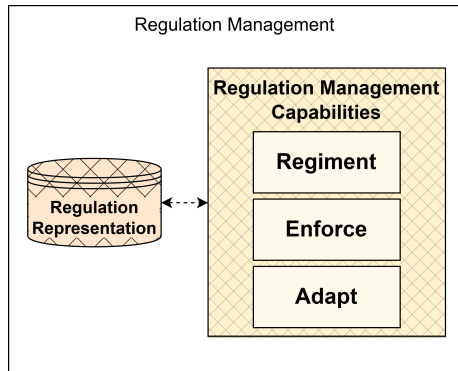 Regulation Management
Regulation Management
Capabilities
Regiment
Regulation
Representation
Enforce
Adapt